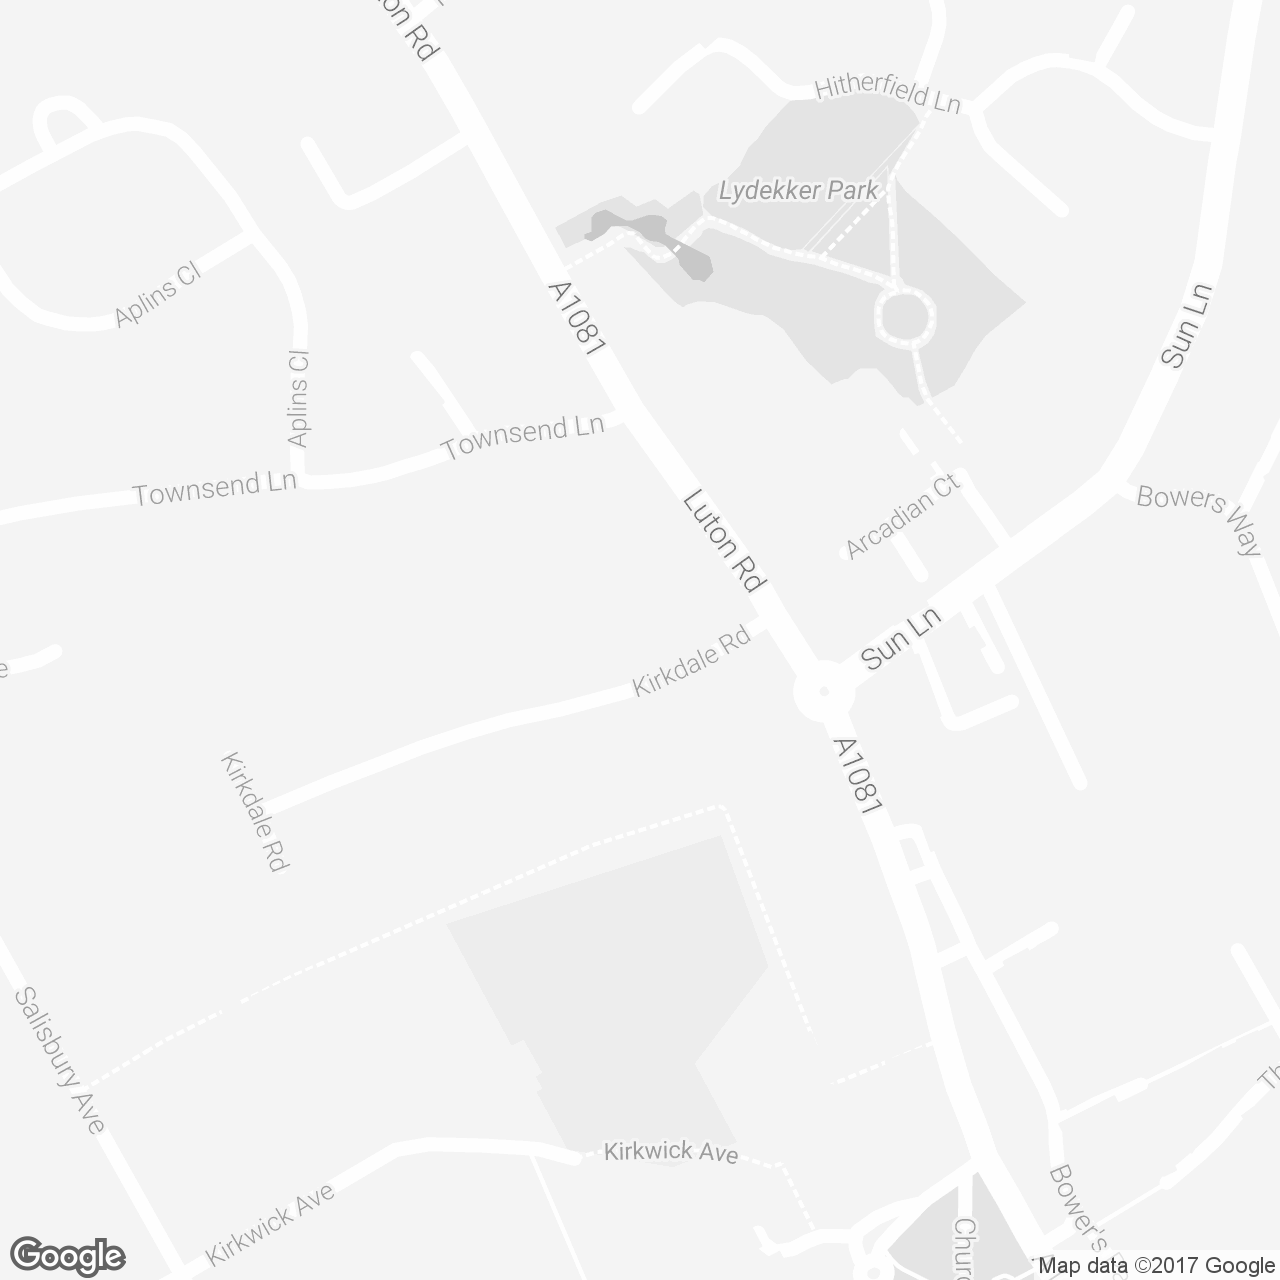 Rd
Hitherfield Ln
Lydekker Park
Aplins Cl
A1081
Sun Ln
Aplins Cl
Townsend Ln
Townsend Ln
Luton Rd
Arcadian Ct
Bowers Way
Sun Ln
Kirkdale Rd
A1081
Kirkdale Rd
Salisbury Ave
Kirkwick Ave
Kirkwick Ave
Bower's
Google
Map data ©2017 Google